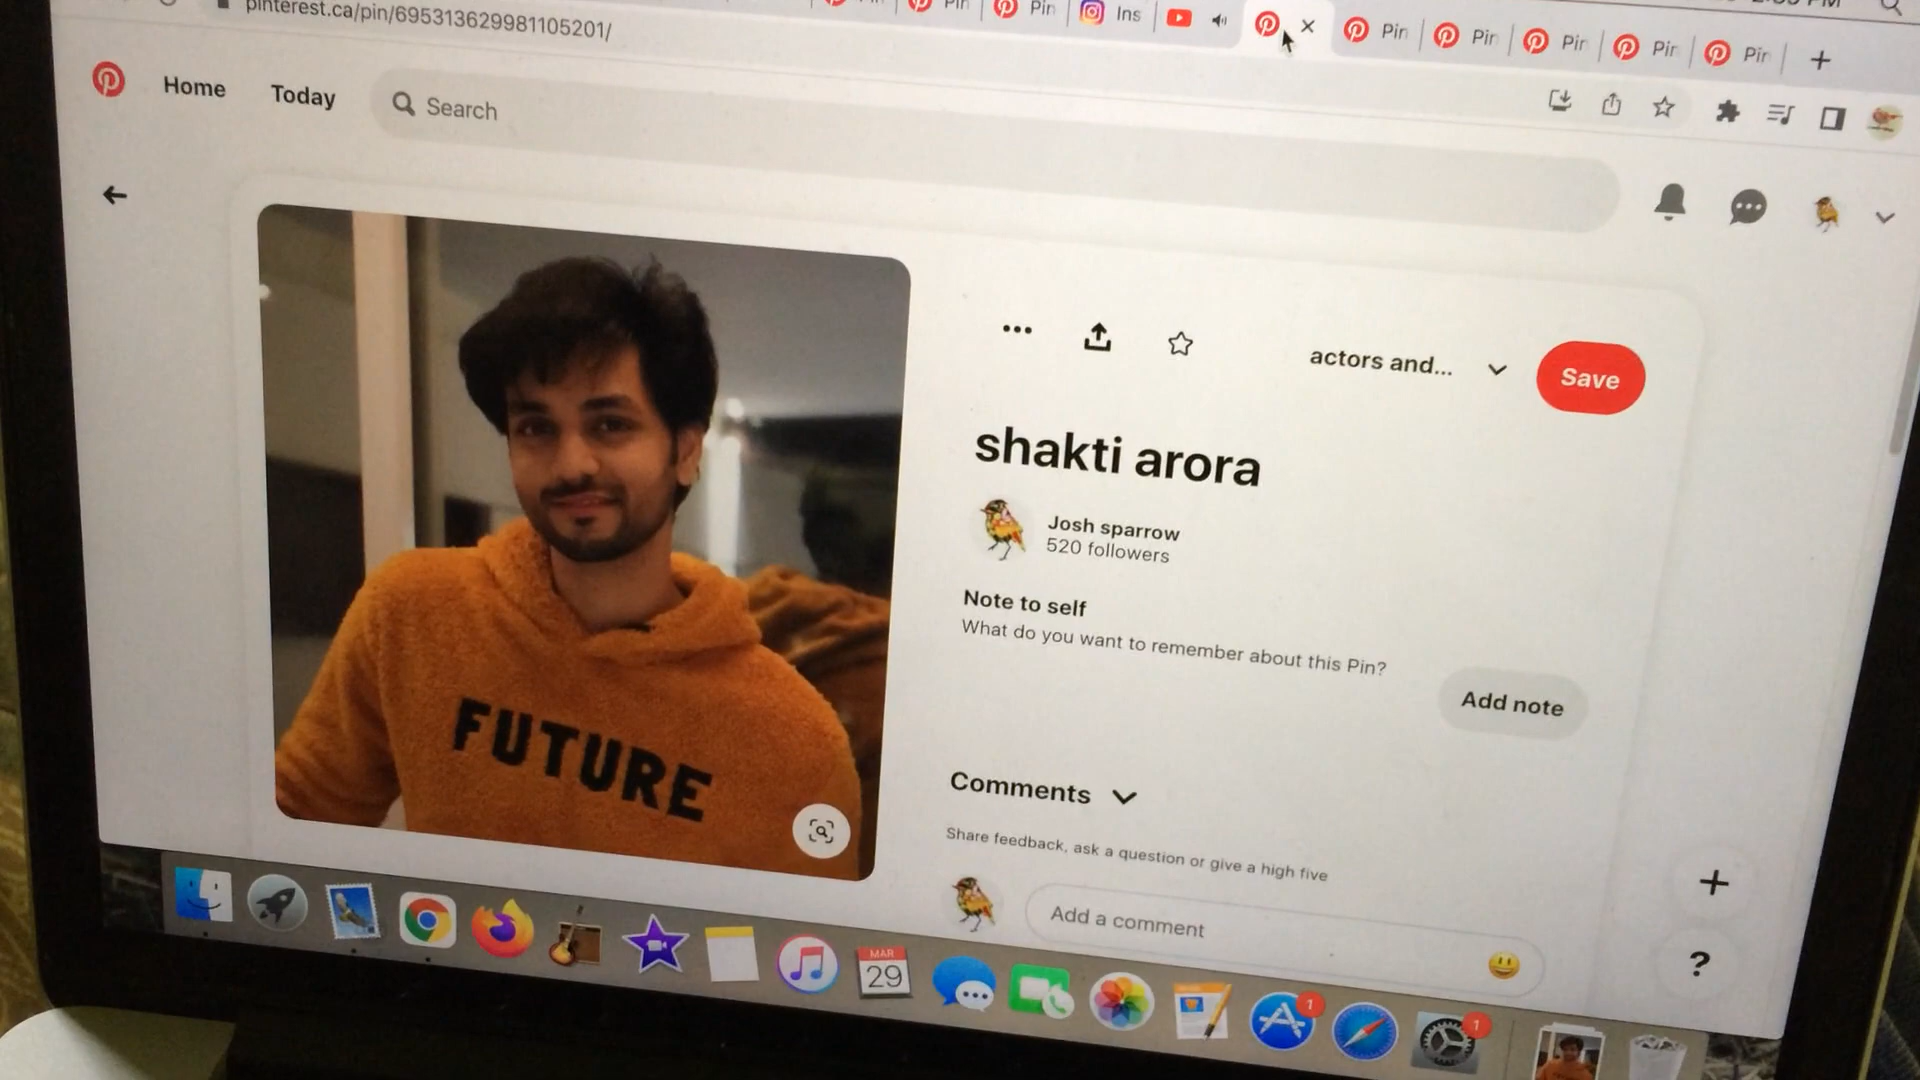 pinterest.ca/pin/695313629981105201/
Pin
Pin
Ins
Pin
Pin
Pin
Pin
Pin
Home
Today
Search
actors and...
Save
shakti arora
Josh sparrow
520 followers
Note to self
What do you want to remember about this Pin?
Add note
FUTURE
Comments
Share feedback, ask a question or give a high five
Add a comment
?
MAR
29
1
1